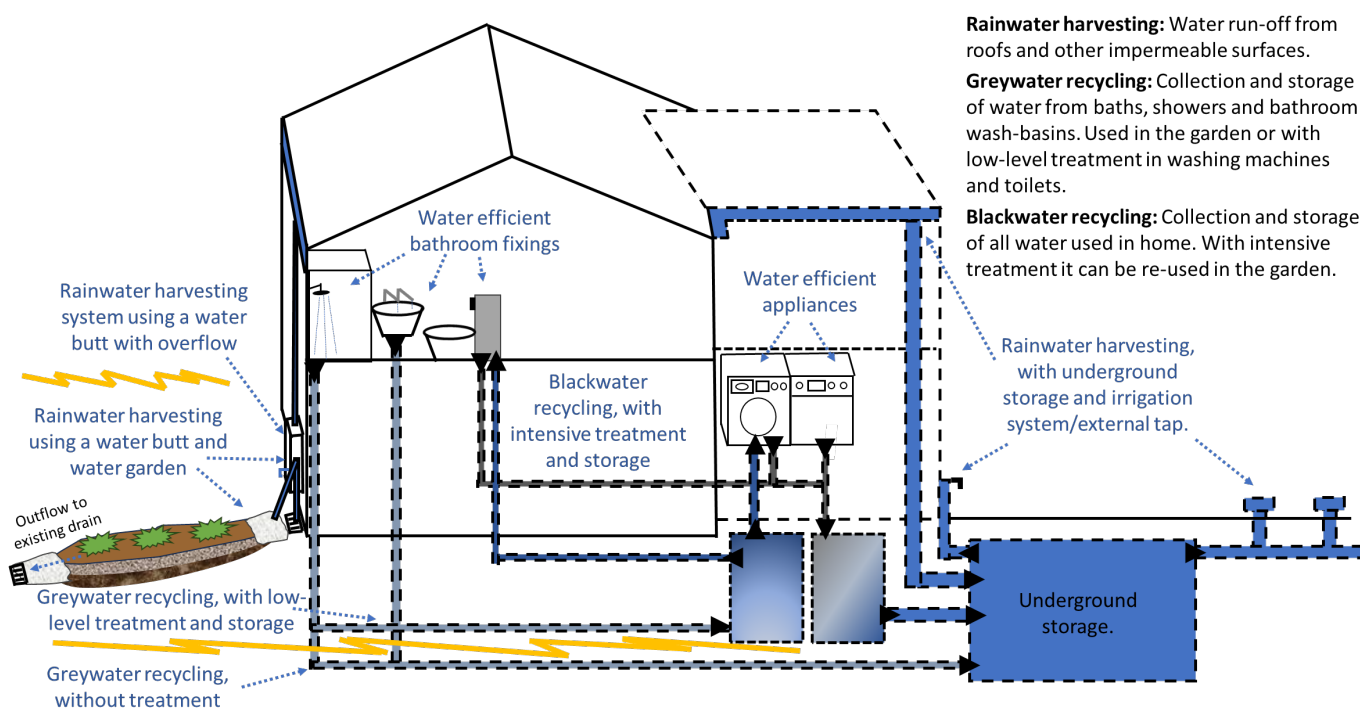 Rainwater harvesting: Water run-off from
roofs and other impermeable surfaces.
Greywater recycling: Collection and storage
of water from baths, showers and bathroom
wash-basins. Used in the garden or with
low-level treatment in washing machines
and toilets.
Blackwater recycling: Collection and storage
of all water used in home. With intensive
treatment it can be re-used in the garden.
Water efficient
bathroom fixings
Water efficient
appliances
Rainwater harvesting
system using a water
butt with overflow
Rainwater harvesting
using a water butt and
water garden
Rainwater harvesting,
with underground
storage and irrigation
system/external tap.
Blackwater
recycling, with
intensive treatment
and storage
Outflow to
existing drain
Greywater recycling, with low-
level treatment and storage
Greywater recycling,
without treatment
Underground
storage.